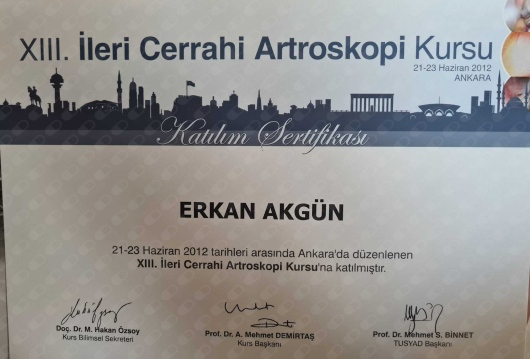 XIII. İleri Cerrahi Artroskopi Kursu
21-23 Haziran 2012
ANKARA
Katılım Sertifikası
ERKAN AKGÜN
21-23 Haziran 2012 tarihleri arasında Ankara'da düzenlenen
XIII. İleri Cerrahi Artroskopi Kursu'na katılmıştır.
Doç. Dr. M. Hakan Özsoy
Kurs Bilimsel Sekreteri
Prof. Dr. A. Mehmet DEMİRTAŞ
Kurs Başkanı
Prof. Dr. Mehmet S. BİNNET
TUSYAD Başkanı